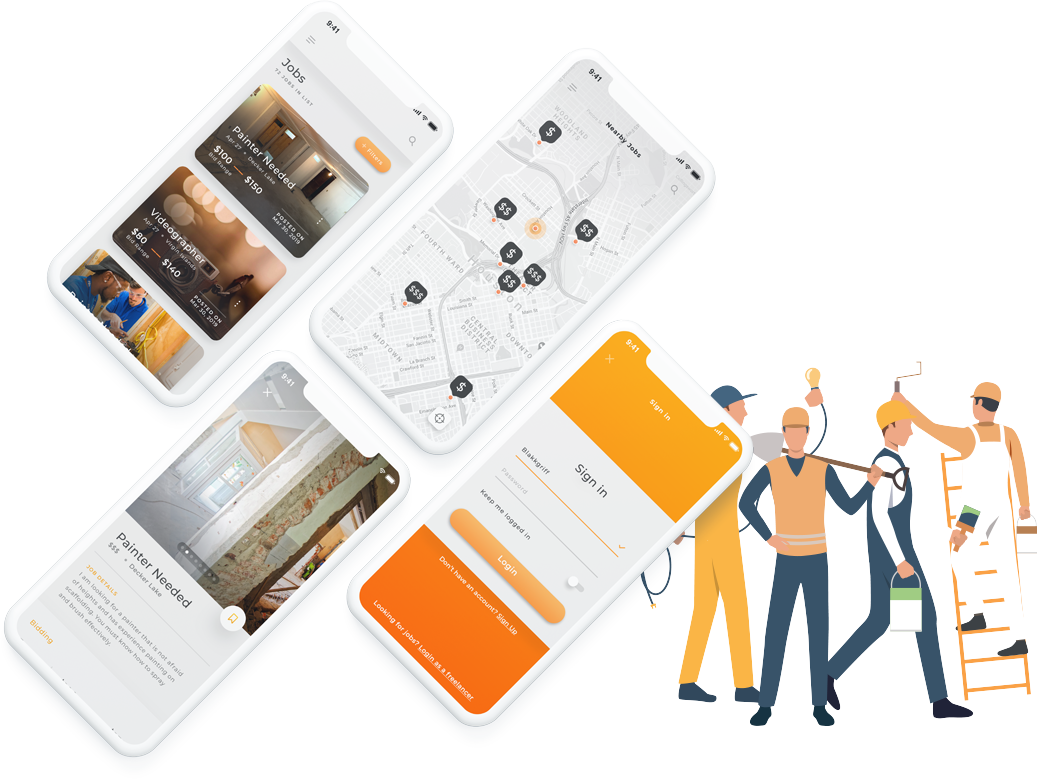 9:41
Jobs
73 JOBS IN LIST
+ Filters
Painter Needed
Apr 27 • Decker Lake
$100 — $150
Bid Range
POSTED ON
Mar 30, 2019
Videographer
Apr 27 • Virgin Islands
$80 — $140
Bid Range
POSTED ON
Mar 30, 2019
9:41
Nearby Jobs
WOODLAND
HEIGHTS
$
$$
$$
$$
$$
$$$
$$$
$
FOURTH WARD
Houston
CENTRAL
BUSINESS
DISTRICT
MIDTOWN
DOWNTO
9:41
Painter Needed
$$$ • Decker Lake
JOB DETAILS
I am looking for a painter that is not afraid
of heights and has experience painting on
scaffolding. You must know how to spray
and brush effectively.
Bidding
9:41
Sign in
Sign in
Blakkgriff
Password
Keep me logged in
Login
Don't have an account? Sign Up
Looking for jobs? Login as a freelancer